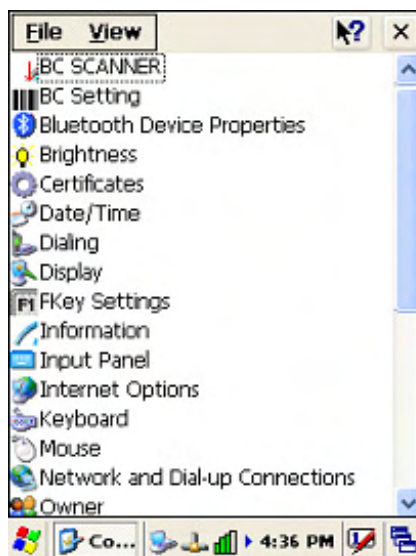 File View
BC SCANNER
BC Setting
Bluetooth Device Properties
Brightness
Certificates
Date/Time
Dialing
Display
F1 FKey Settings
Information
Input Panel
Internet Options
Keyboard
Mouse
Network and Dial-up Connections
Owner
Co... 4:36 PM